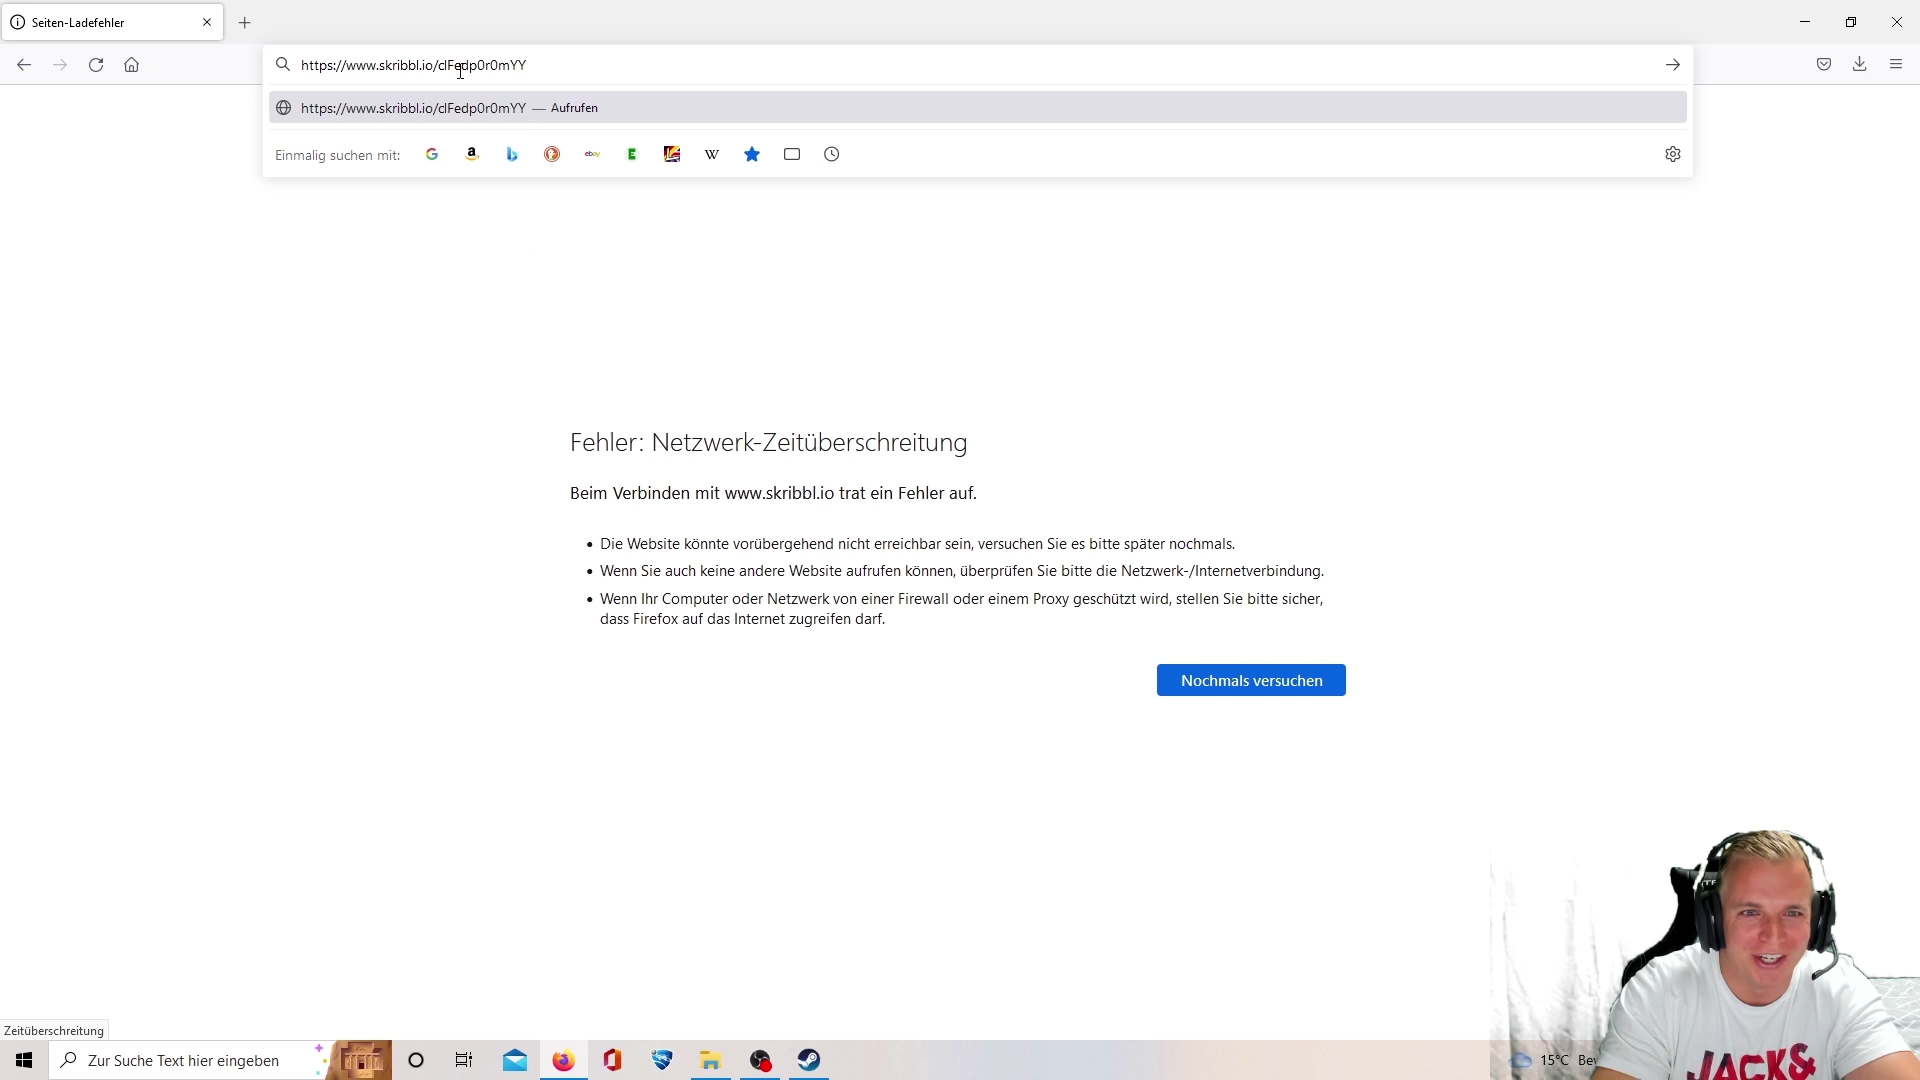 Seiten-Ladefehler
https://www.skribbl.io/clFedp0r0mYY
https://www.skribbl.io/clFedp0r0mYY — Aufrufen
Einmalig suchen mit:
Fehler: Netzwerk-Zeitüberschreitung
Beim Verbinden mit www.skribbl.io trat ein Fehler auf.
Die Website könnte vorübergehend nicht erreichbar sein, versuchen Sie es bitte später nochmals.
Wenn Sie auch keine andere Website aufrufen können, überprüfen Sie bitte die Netzwerk-/Internetverbindung.
Wenn Ihr Computer oder Netzwerk von einer Firewall oder einem Proxy geschützt wird, stellen Sie bitte sicher,
dass Firefox auf das Internet zugreifen darf.
Nochmals versuchen
JACK&
Zeitüberschreitung
Zur Suche Text hier eingeben
15°C